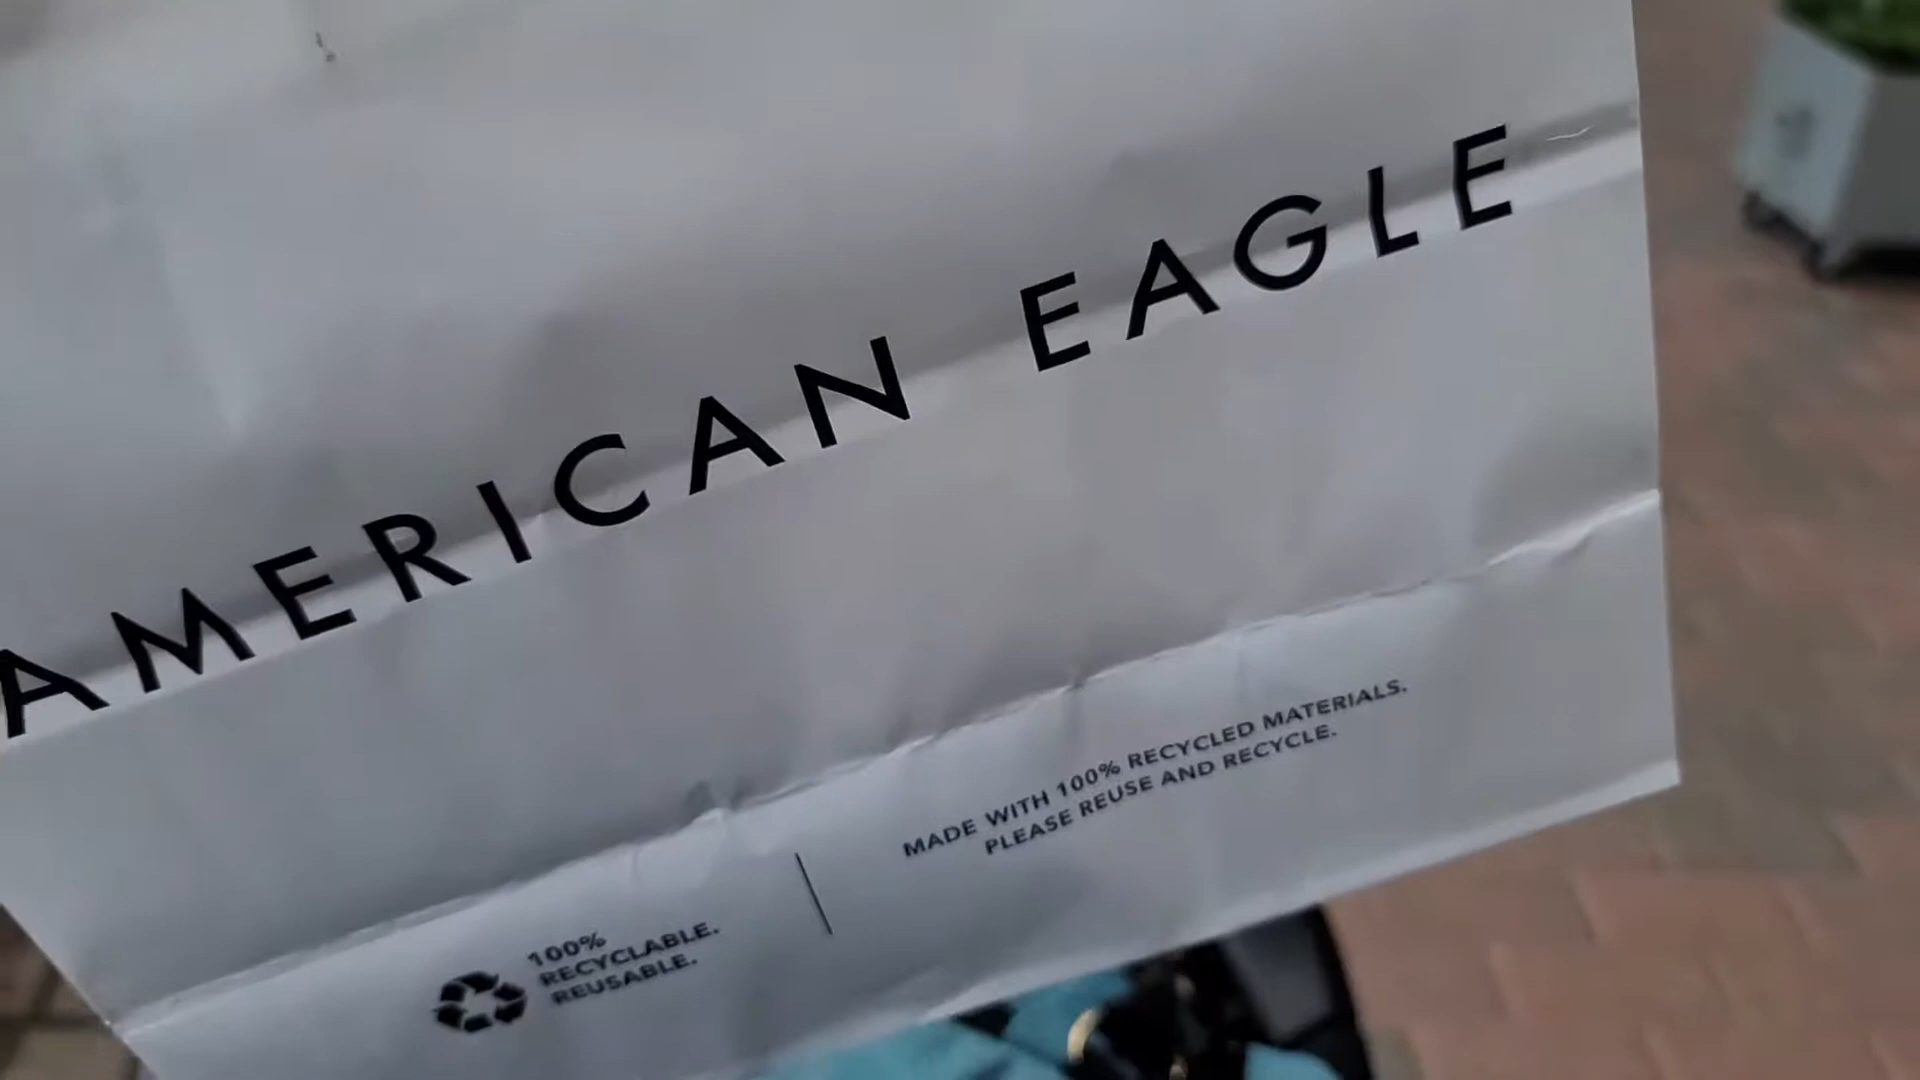 AMERICAN EAGLE
100%
RECYCLABLE.
REUSABLE.
MADE WITH 100% RECYCLED MATERIALS.
PLEASE REUSE AND RECYCLE.